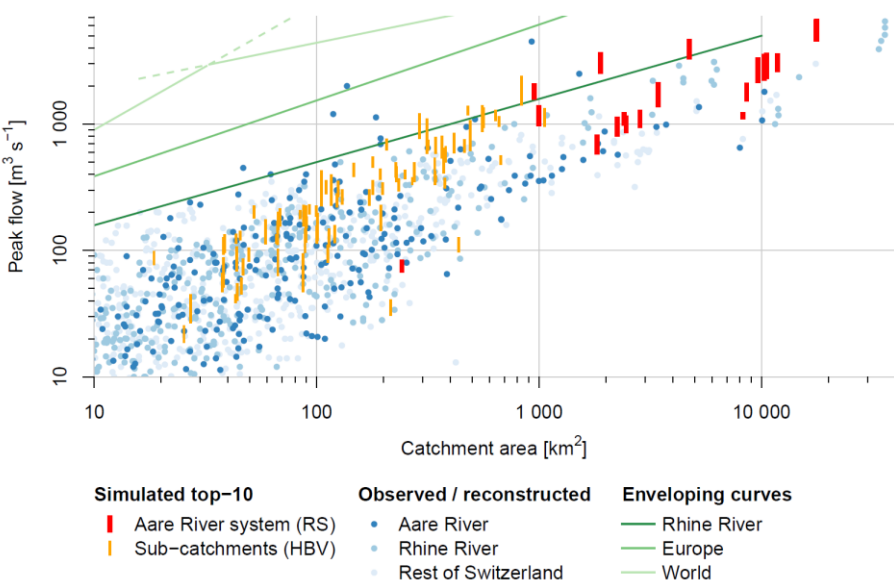 Peak flow [m³ s⁻¹]
1 000
100
10
10
100
1 000
10 000
Catchment area [km²]
Simulated top−10
Aare River system (RS)
Sub−catchments (HBV)
Observed / reconstructed
Aare River
Rhine River
Rest of Switzerland
Enveloping curves
Rhine River
Europe
World